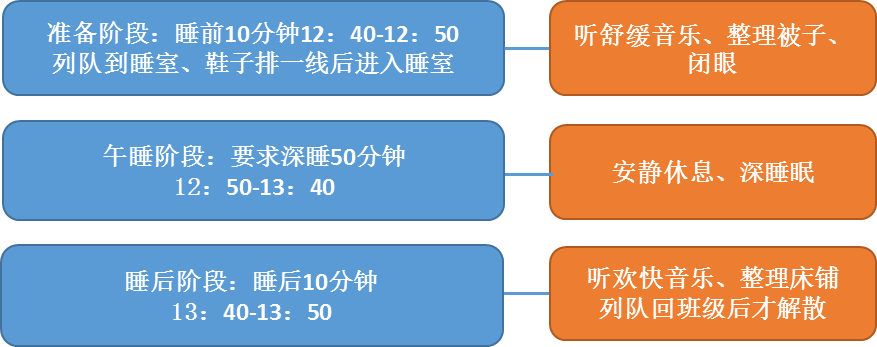 准备阶段：睡前10分钟12：40-12：50
列队到睡室、鞋子排一线后进入睡室
听舒缓音乐、整理被子、
闭眼
午睡阶段：要求深睡50分钟
12：50-13：40
安静休息、深睡眠
睡后阶段：睡后10分钟
13：40-13：50
听欢快音乐、整理床铺
列队回班级后才解散